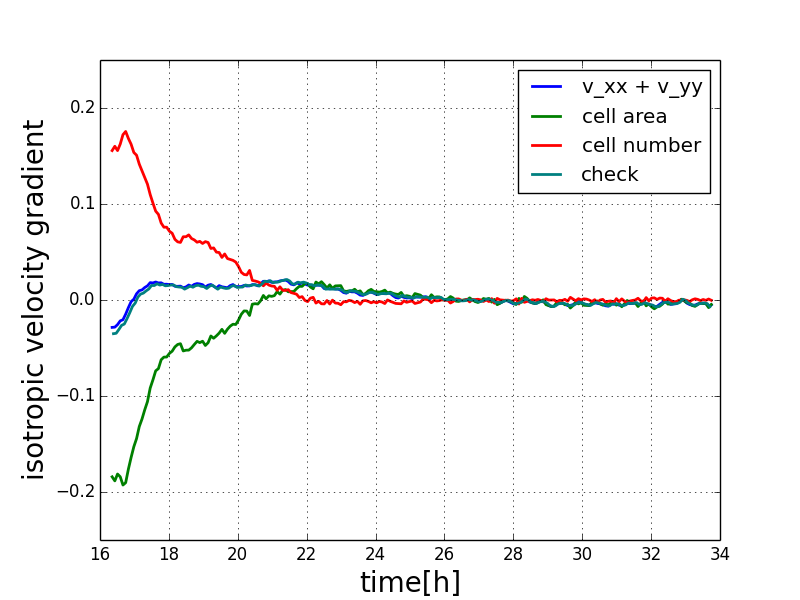 v_xx + v_yy
cell area
cell number
check
isotropic velocity gradient
0.2
0.1
0.0
−0.1
−0.2
16 18 20 22 24 26 28 30 32 34
time[h]